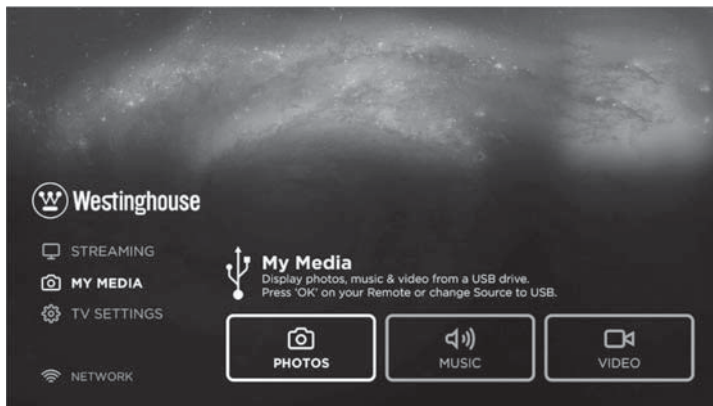 Westinghouse
STREAMING
MY MEDIA
TV SETTINGS
NETWORK
My Media
Display photos, music & video from a USB drive.
Press 'OK' on your Remote or change Source to USB.
PHOTOS
MUSIC
VIDEO